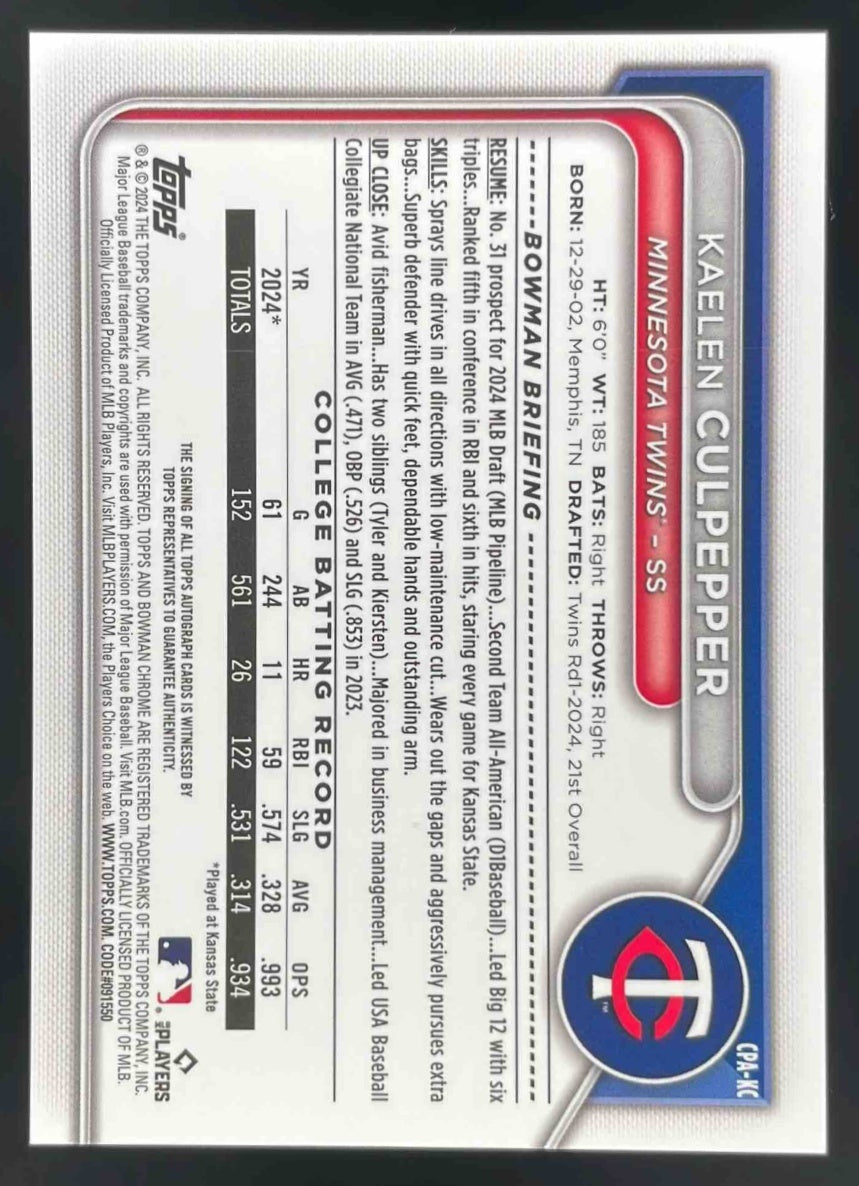 CPA-KC
KAELEN CULPEPPER
MINNESOTA TWINS® - SS
HT: 6'0" WT: 185 BATS: Right THROWS: Right
BORN: 12-29-02, Memphis, TN DRAFTED: Twins Rd1-2024, 21st Overall
BOWMAN BRIEFING
RESUME: No. 31 prospect for 2024 MLB Draft (MLB Pipeline)...Second Team All-American (D1Baseball)...Led Big 12 with six
triples...Ranked fifth in conference in RBI and sixth in hits, staring every game for Kansas State.
SKILLS: Sprays line drives in all directions with low-maintenance cut...Wears out the gaps and aggressively pursues extra
bags...Superb defender with quick feet, dependable hands and outstanding arm.
UP CLOSE: Avid fisherman...Has two siblings (Tyler and Kiersten)...Majored in business management...Led USA Baseball
Collegiate National Team in AVG (.471), OBP (.526) and SLG (.853) in 2023.
COLLEGE BATTING RECORD
YR G AB HR RBI SLG AVG OPS
2024* 61 244 11 59 .574 .328 .993
TOTALS 152 561 26 122 .531 .314 .934
*Played at Kansas State
THE SIGNING OF ALL TOPPS AUTOGRAPH CARDS IS WITNESSED BY
TOPPS REPRESENTATIVES TO GUARANTEE AUTHENTICITY.
topps®
MLB PLAYERS
® & © 2024 THE TOPPS COMPANY, INC. ALL RIGHTS RESERVED. TOPPS AND BOWMAN CHROME ARE REGISTERED TRADEMARKS OF THE TOPPS COMPANY, INC.
Major League Baseball trademarks and copyrights are used with permission of Major League Baseball. Visit MLB.com. OFFICIALLY LICENSED PRODUCT OF MLB.
Officially Licensed Product of MLB Players, Inc. Visit MLBPLAYERS.COM, the Players Choice on the web. WWW.TOPPS.COM. CODE#091550